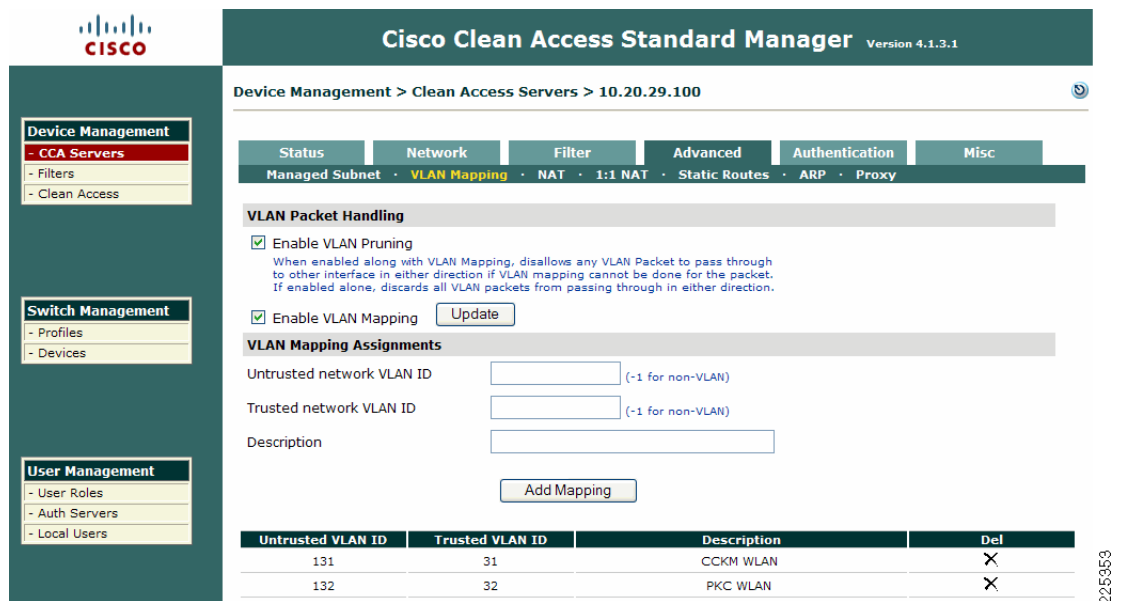 CISCO
Cisco Clean Access Standard Manager Version 4.1.3.1
Device Management > Clean Access Servers > 10.20.29.100
Device Management
- CCA Servers
- Filters
- Clean Access
Switch Management
- Profiles
- Devices
User Management
- User Roles
- Auth Servers
- Local Users
Status Network Filter Advanced Authentication Misc
Managed Subnet · VLAN Mapping · NAT · 1:1 NAT · Static Routes · ARP · Proxy
VLAN Packet Handling
Enable VLAN Pruning
When enabled along with VLAN Mapping, disallows any VLAN Packet to pass through
to other interface in either direction if VLAN mapping cannot be done for the packet.
If enabled alone, discards all VLAN packets from passing through in either direction.
Enable VLAN Mapping Update
VLAN Mapping Assignments
Untrusted network VLAN ID (-1 for non-VLAN)
Trusted network VLAN ID (-1 for non-VLAN)
Description
Add Mapping
Untrusted VLAN ID Trusted VLAN ID Description Del
131 31 CCKM WLAN
132 32 PKC WLAN
225353